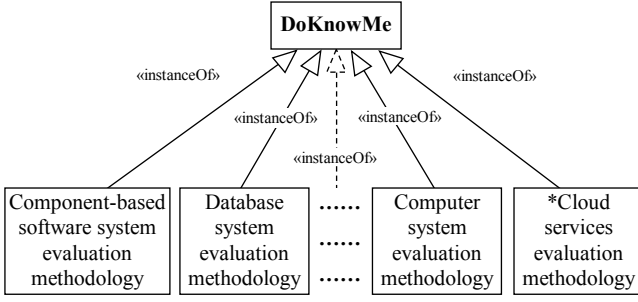 DoKnowMe
«instanceOf»
«instanceOf»
«instanceOf»
«instanceOf»
«instanceOf»
Component-based
software system
evaluation
methodology
Database
system
evaluation
methodology
......
......
......
Computer
system
evaluation
methodology
*Cloud
services
evaluation
methodology